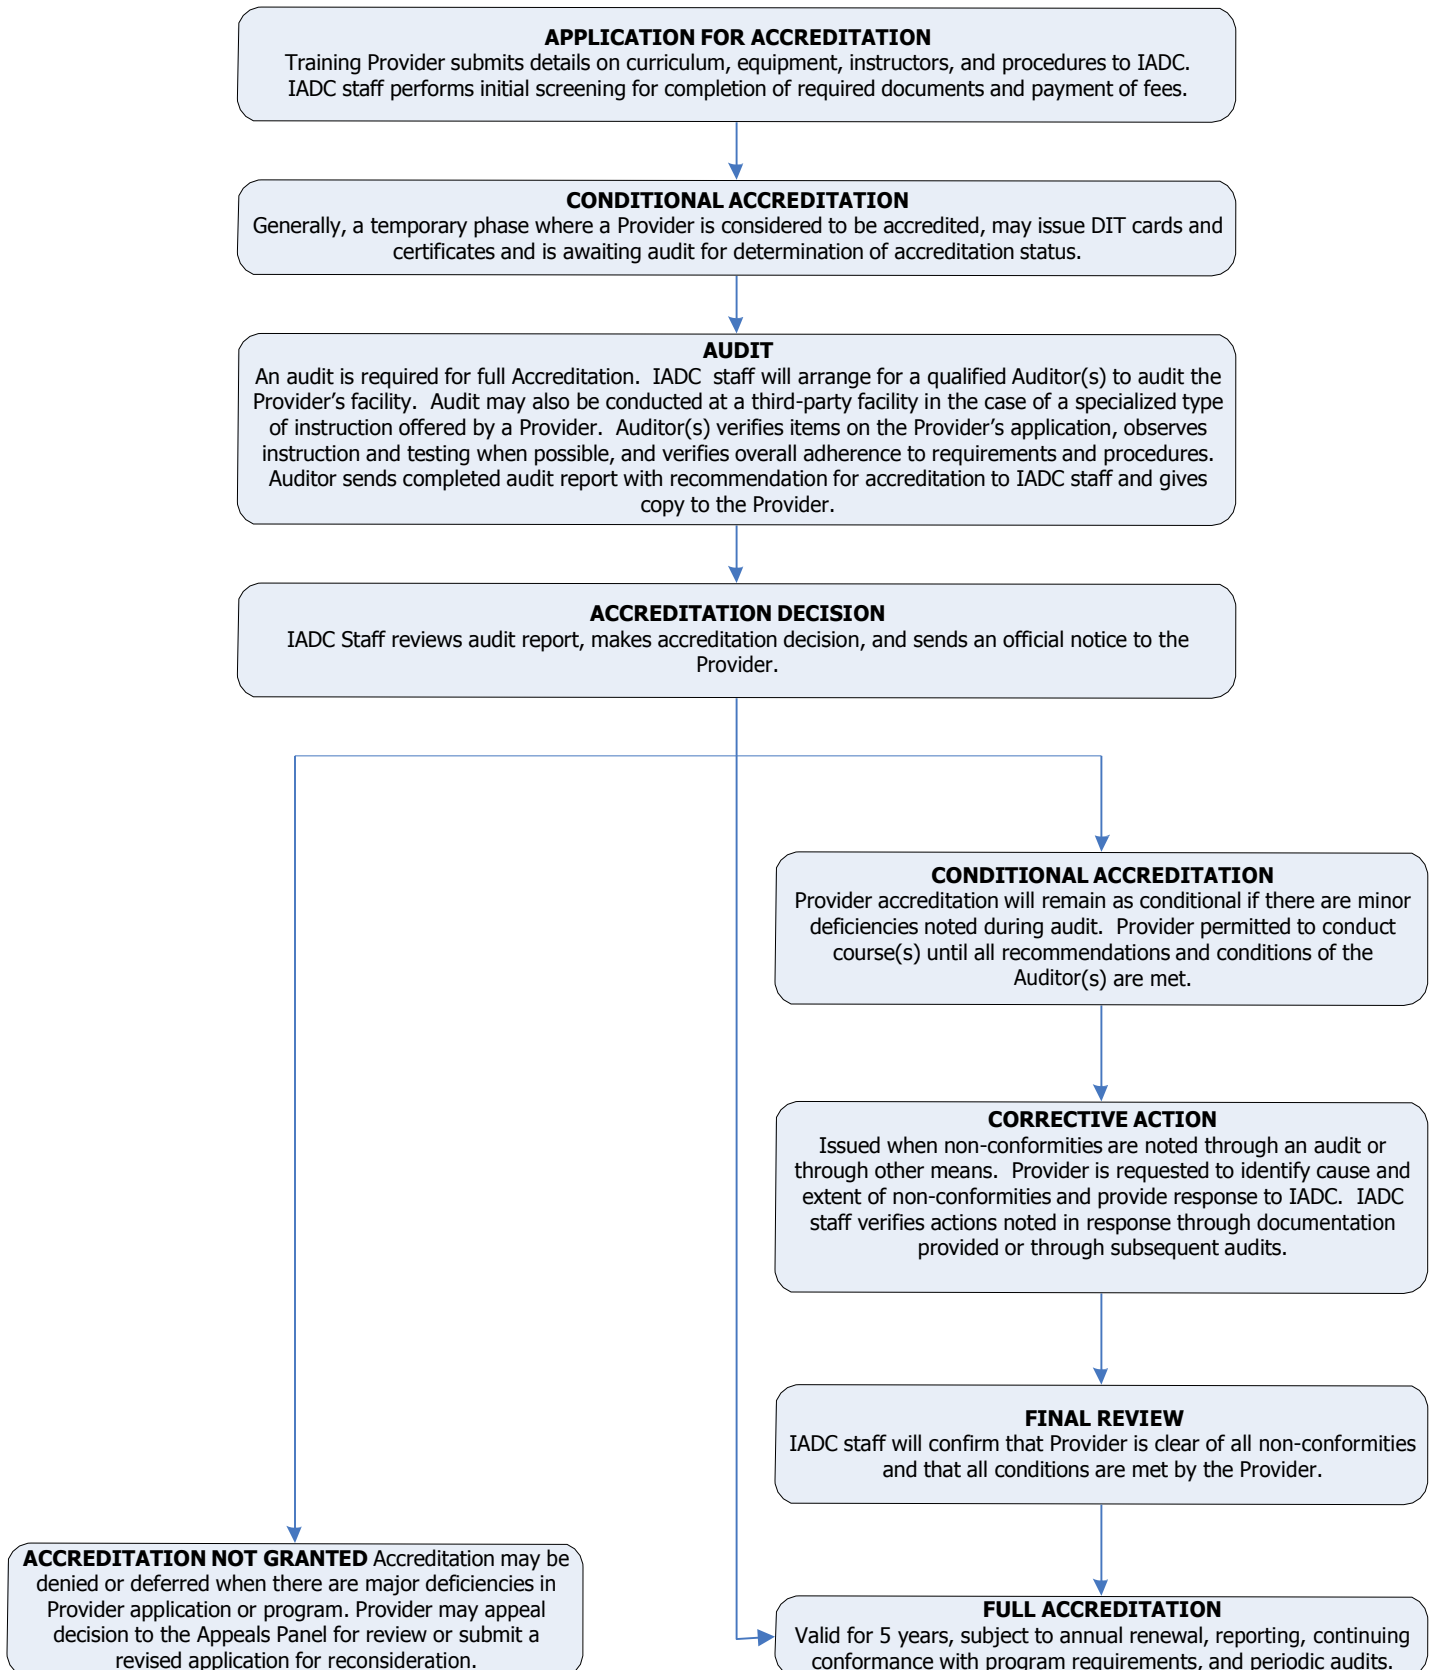 APPLICATION FOR ACCREDITATION
Training Provider submits details on curriculum, equipment, instructors, and procedures to IADC.
IADC staff performs initial screening for completion of required documents and payment of fees.
CONDITIONAL ACCREDITATION
Generally, a temporary phase where a Provider is considered to be accredited, may issue DIT cards and
certificates and is awaiting audit for determination of accreditation status.
AUDIT
An audit is required for full Accreditation.  IADC  staff will arrange for a qualified Auditor(s) to audit the
Provider's facility.  Audit may also be conducted at a third-party facility in the case of a specialized type
of instruction offered by a Provider.  Auditor(s) verifies items on the Provider's application, observes
instruction and testing when possible, and verifies overall adherence to requirements and procedures.
Auditor sends completed audit report with recommendation for accreditation to IADC staff and gives
copy to the Provider.
ACCREDITATION DECISION
IADC Staff reviews audit report, makes accreditation decision, and sends an official notice to the
Provider.
CONDITIONAL ACCREDITATION
Provider accreditation will remain as conditional if there are minor
deficiencies noted during audit.  Provider permitted to conduct
course(s) until all recommendations and conditions of the
Auditor(s) are met.
CORRECTIVE ACTION
Issued when non-conformities are noted through an audit or
through other means.  Provider is requested to identify cause and
extent of non-conformities and provide response to IADC.  IADC
staff verifies actions noted in response through documentation
provided or through subsequent audits.
FINAL REVIEW
IADC staff will confirm that Provider is clear of all non-conformities
and that all conditions are met by the Provider.
ACCREDITATION NOT GRANTED Accreditation may be
denied or deferred when there are major deficiencies in
Provider application or program. Provider may appeal
decision to the Appeals Panel for review or submit a
revised application for reconsideration.
FULL ACCREDITATION
Valid for 5 years, subject to annual renewal, reporting, continuing
conformance with program requirements, and periodic audits.